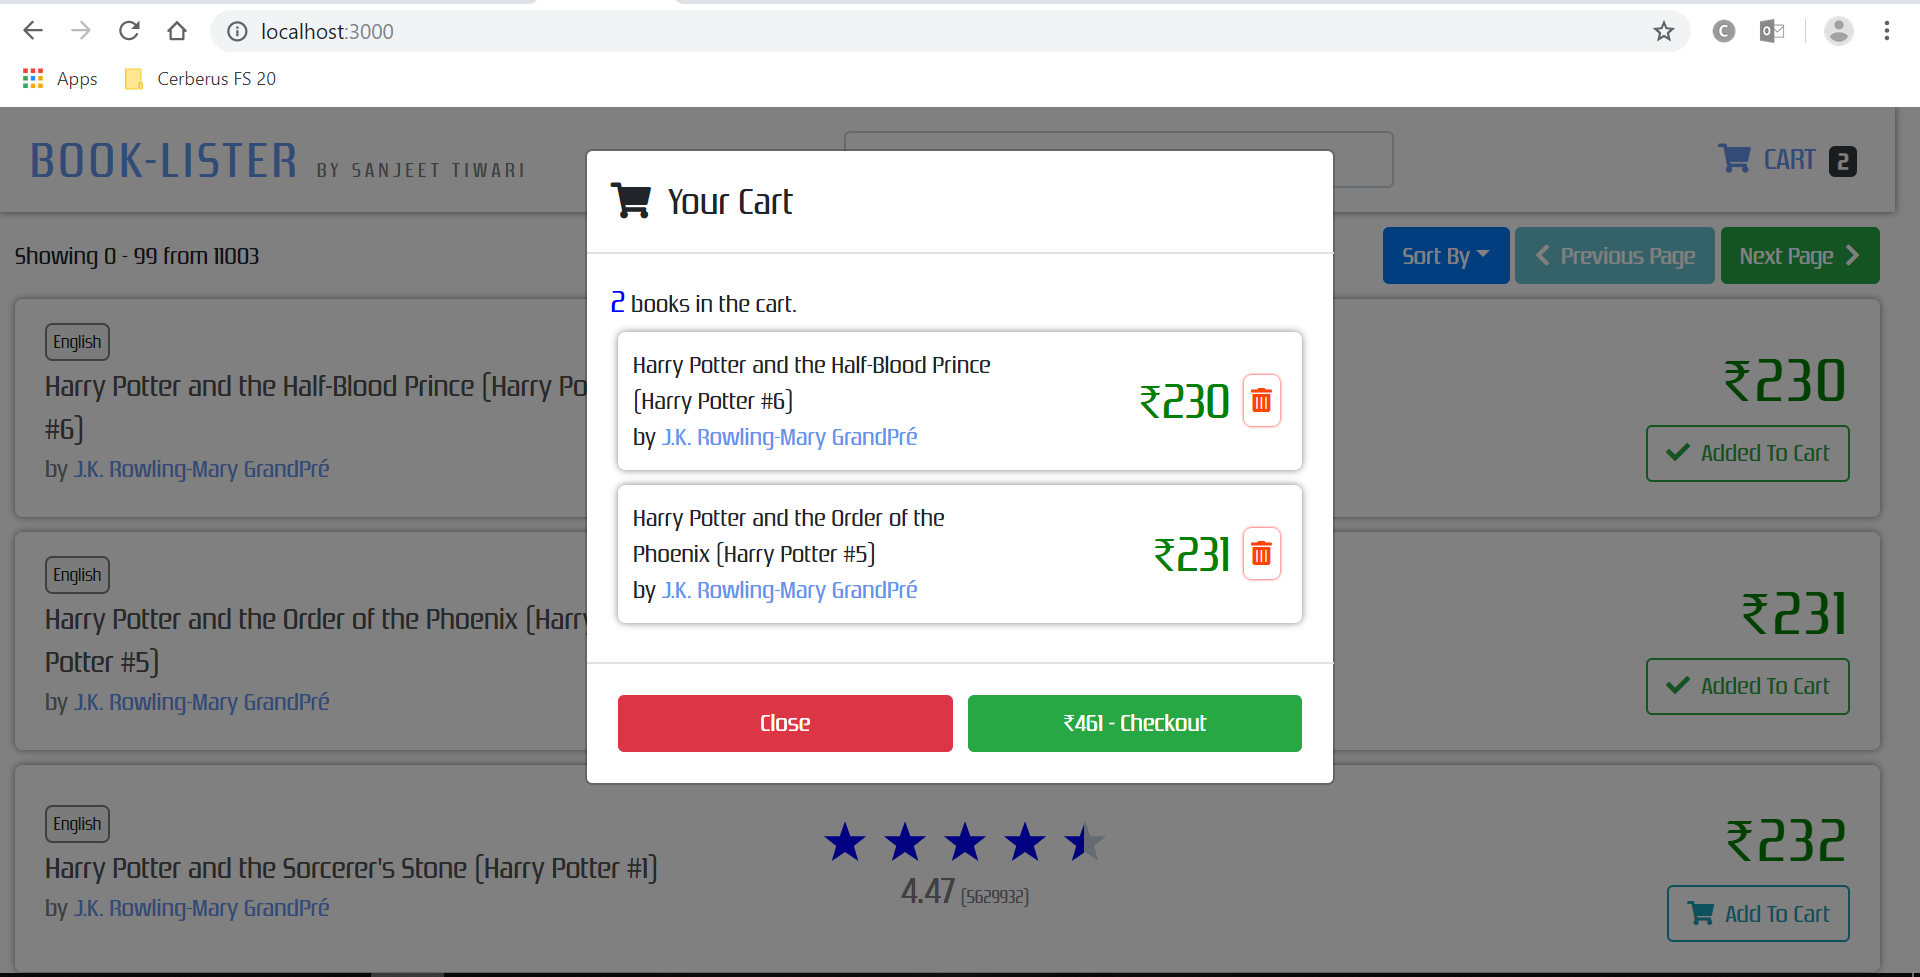 localhost:3000
Apps
Cerberus FS 20
BOOK-LISTER BY SANJEET TIWARI
CART 2
Showing 0 - 99 from 11003
Sort By
Previous Page
Next Page
English
Harry Potter and the Half-Blood Prince (Harry Po
#6)
by J.K. Rowling-Mary GrandPré
₹230
Added To Cart
English
Harry Potter and the Order of the Phoenix (Harry
Potter #5)
by J.K. Rowling-Mary GrandPré
₹231
Added To Cart
English
Harry Potter and the Sorcerer's Stone (Harry Potter #1)
by J.K. Rowling-Mary GrandPré
4.47 (5629932)
₹232
Add To Cart
Your Cart
2 books in the cart.
Harry Potter and the Half-Blood Prince
(Harry Potter #6)
by J.K. Rowling-Mary GrandPré
₹230
Harry Potter and the Order of the
Phoenix (Harry Potter #5)
by J.K. Rowling-Mary GrandPré
₹231
Close
₹461 - Checkout